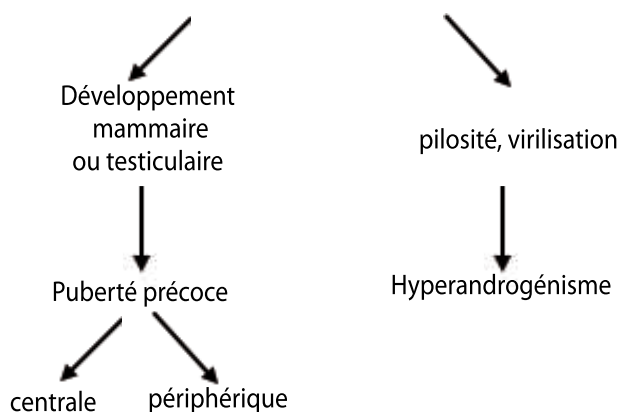 Développement
mammaire
ou testiculaire
pilosité, virilisation
Puberté précoce
Hyperandrogénisme
centrale
périphérique